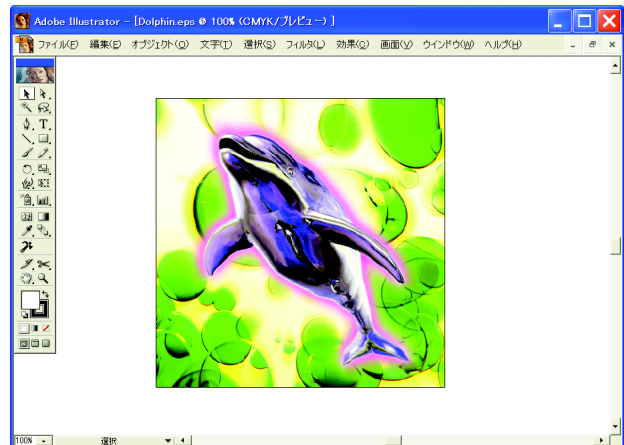 Adobe Illustrator - [Dolphin.eps @ 100% (CMYK/プレビュー) ]
ファイル(F) 編集(E) オブジェクト(O) 文字(T) 選択(S) フィルタ(L) 効果(C) 画面(V) ウインドウ(W) ヘルプ(H)
T
100% 選択